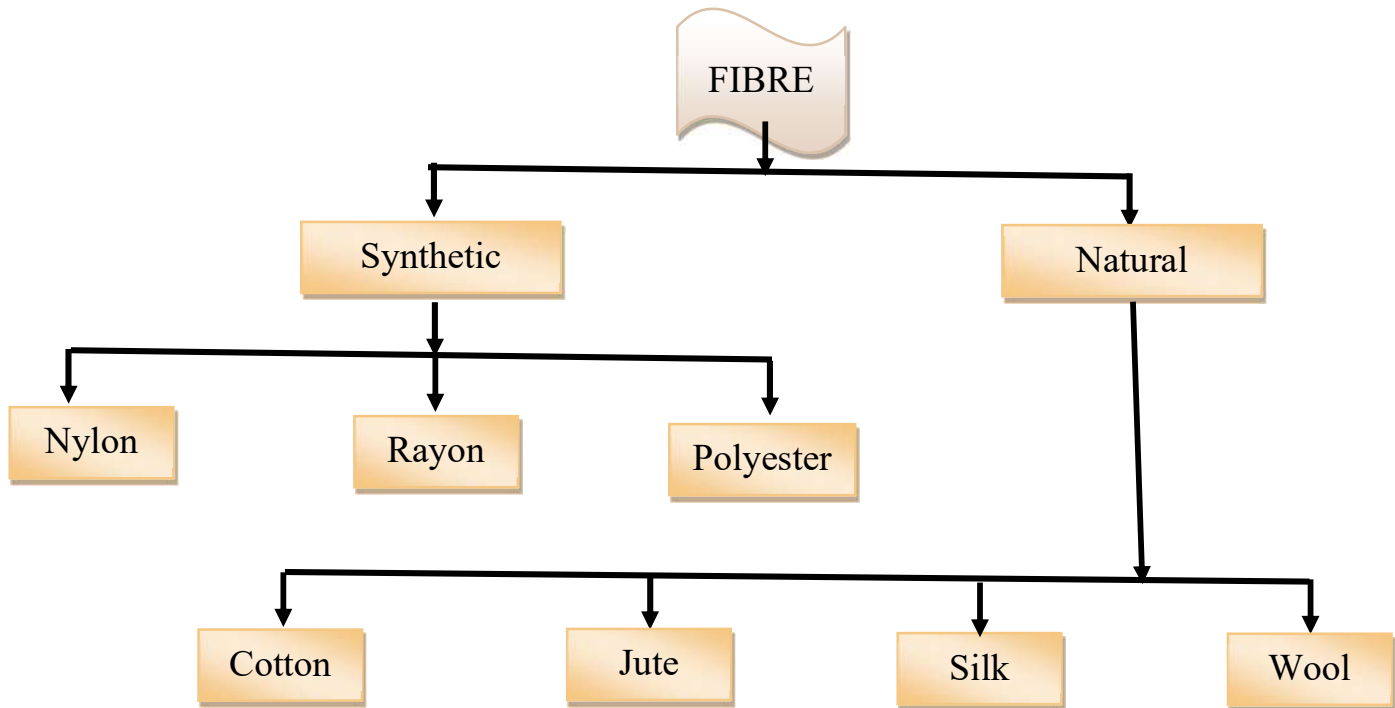 FIBRE
Synthetic
Natural
Nylon
Rayon
Polyester
Cotton
Jute
Silk
Wool